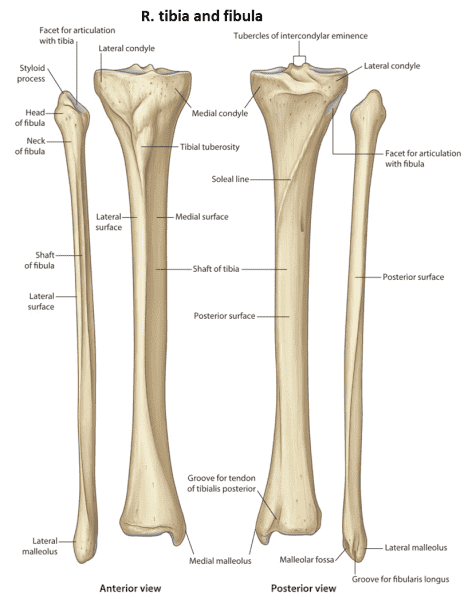 R. tibia and fibula
Facet for articulation
with tibia
Lateral condyle
Styloid
process
Head
of fibula
Neck
of fibula
Medial condyle
Tibial tuberosity
Lateral
surface
Medial surface
Shaft
of fibula
Lateral
surface
Shaft of tibia
Lateral
malleolus
Medial malleolus
Anterior view
Tubercles of intercondylar eminence
Lateral condyle
Facet for articulation
with fibula
Soleal line
Posterior surface
Posterior surface
Groove for tendon
of tibialis posterior
Malleolar fossa
Lateral malleolus
Groove for fibularis longus
Posterior view